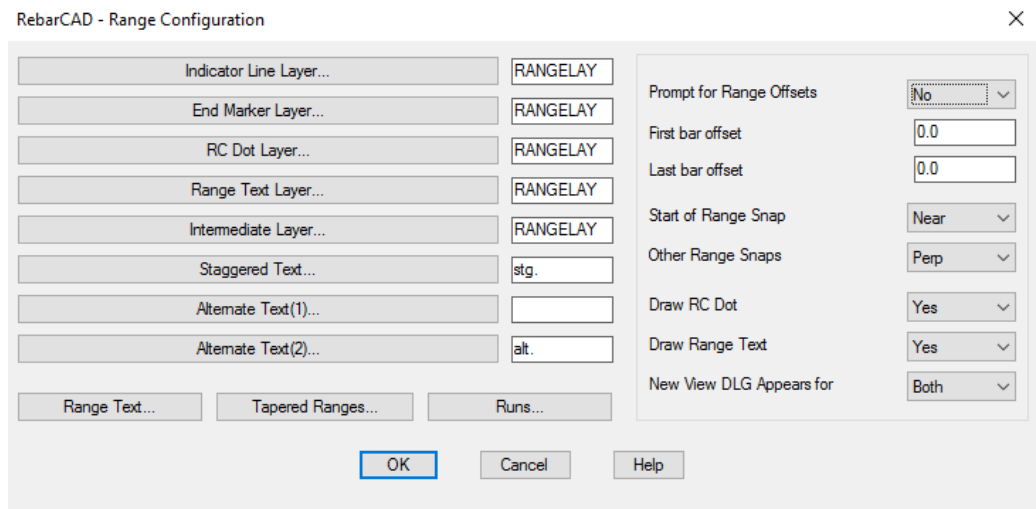 RebarCAD - Range Configuration
Indicator Line Layer... RANGELAY
End Marker Layer... RANGELAY
RC Dot Layer... RANGELAY
Range Text Layer... RANGELAY
Intermediate Layer... RANGELAY
Staggered Text... stg.
Alternate Text(1)...
Alternate Text(2)... alt.
Range Text... Tapered Ranges... Runs...
Prompt for Range Offsets No
First bar offset 0.0
Last bar offset 0.0
Start of Range Snap Near
Other Range Snaps Perp
Draw RC Dot Yes
Draw Range Text Yes
New View DLG Appears for Both
OK Cancel Help